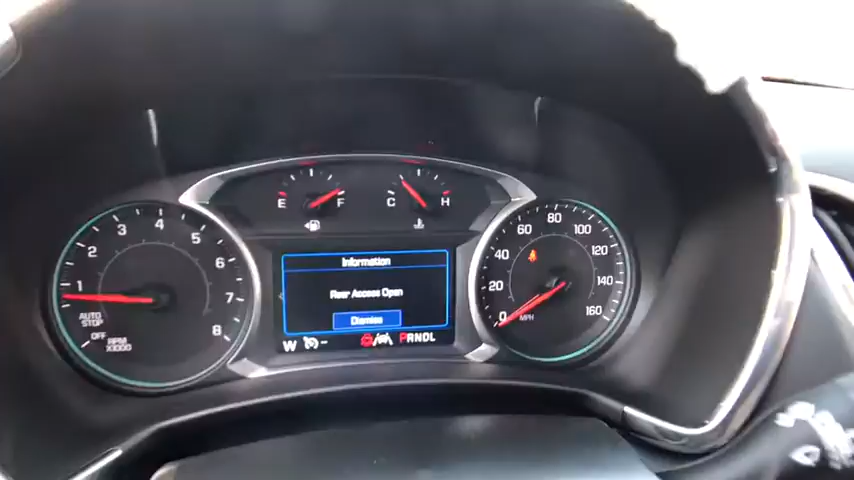 E F
C H
1 2 3 4 5 6 7 8
AUTO
STOP
OFF
RPM
X1000
Information
Rear Access Open
Dismiss
W
PRNDL
0 20 40 60 80 100 120 140 160
MPH